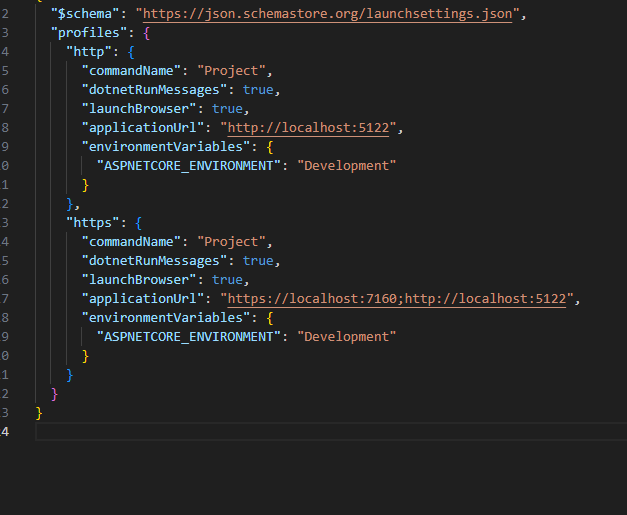 {
2 "$schema": "https://json.schemastore.org/launchsettings.json",
3 "profiles": {
4 "http": {
5 "commandName": "Project",
6 "dotnetRunMessages": true,
7 "launchBrowser": true,
8 "applicationUrl": "http://localhost:5122",
9 "environmentVariables": {
0 "ASPNETCORE_ENVIRONMENT": "Development"
1 }
2 },
3 "https": {
4 "commandName": "Project",
5 "dotnetRunMessages": true,
6 "launchBrowser": true,
7 "applicationUrl": "https://localhost:7160;http://localhost:5122",
8 "environmentVariables": {
9 "ASPNETCORE_ENVIRONMENT": "Development"
0 }
1 }
2 }
3 }
4